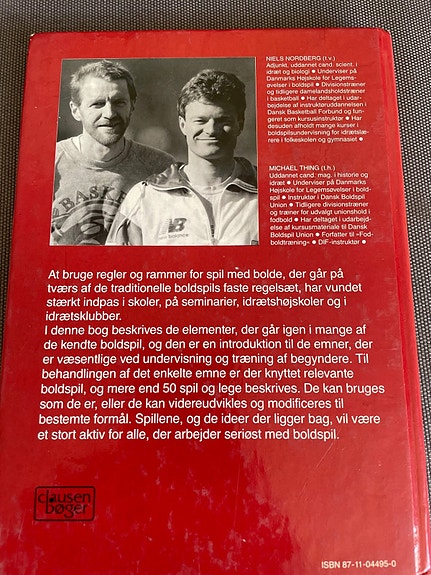 NIELS NORDBERG (t.v.)
Adjunkt, uddannet cand. scient. i
idræt og biologi ● Underviser på
Danmarks Højskole for Legems-
øvelser i boldspil ● Divisionstræner
og tidligere damelandsholdstræner
i basketball ● Har deltaget i udar-
bejdelse af instruktøruddannelsen i
Dansk Basketball Forbund og fun-
geret som kursusinstruktør ● Har
desuden afholdt mange kurser i
boldspilsundervisning for idrætslæ-
rere i folkeskolen og gymnasiet ●
MICHAEL THING (t.h.)
Uddannet cand. mag. i historie og
idræt ● Underviser på Danmarks
Højskole for Legemsøvelser i bold-
spil ● Instruktør i Dansk Boldspil
Union ● Tidligere divisionstræner
og træner for udvalgt unionshold i
fodbold ● Har deltaget i udarbejd-
else af kursusmateriale til Dansk
Boldspil Union ● Forfatter til »Fod-
boldtræning« ● DIF-instruktør ●
BASKET
new balance
At bruge regler og rammer for spil med bolde, der går på
tværs af de traditionelle boldspils faste regelsæt, har vundet
stærkt indpas i skoler, på seminarier, idrætshøjskoler og i
idrætsklubber.
I denne bog beskrives de elementer, der går igen i mange af
de kendte boldspil, og den er en introduktion til de emner, der
er væsentlige ved undervisning og træning af begyndere. Til
behandlingen af det enkelte emne er der knyttet relevante
boldspil, og mere end 50 spil og lege beskrives. De kan bruges
som de er, eller de kan videreudvikles og modificeres til
bestemte formål. Spillene, og de ideer der ligger bag, vil være
et stort aktiv for alle, der arbejder seriøst med boldspil.
clausen
bøger
ISBN 87-11-04495-0